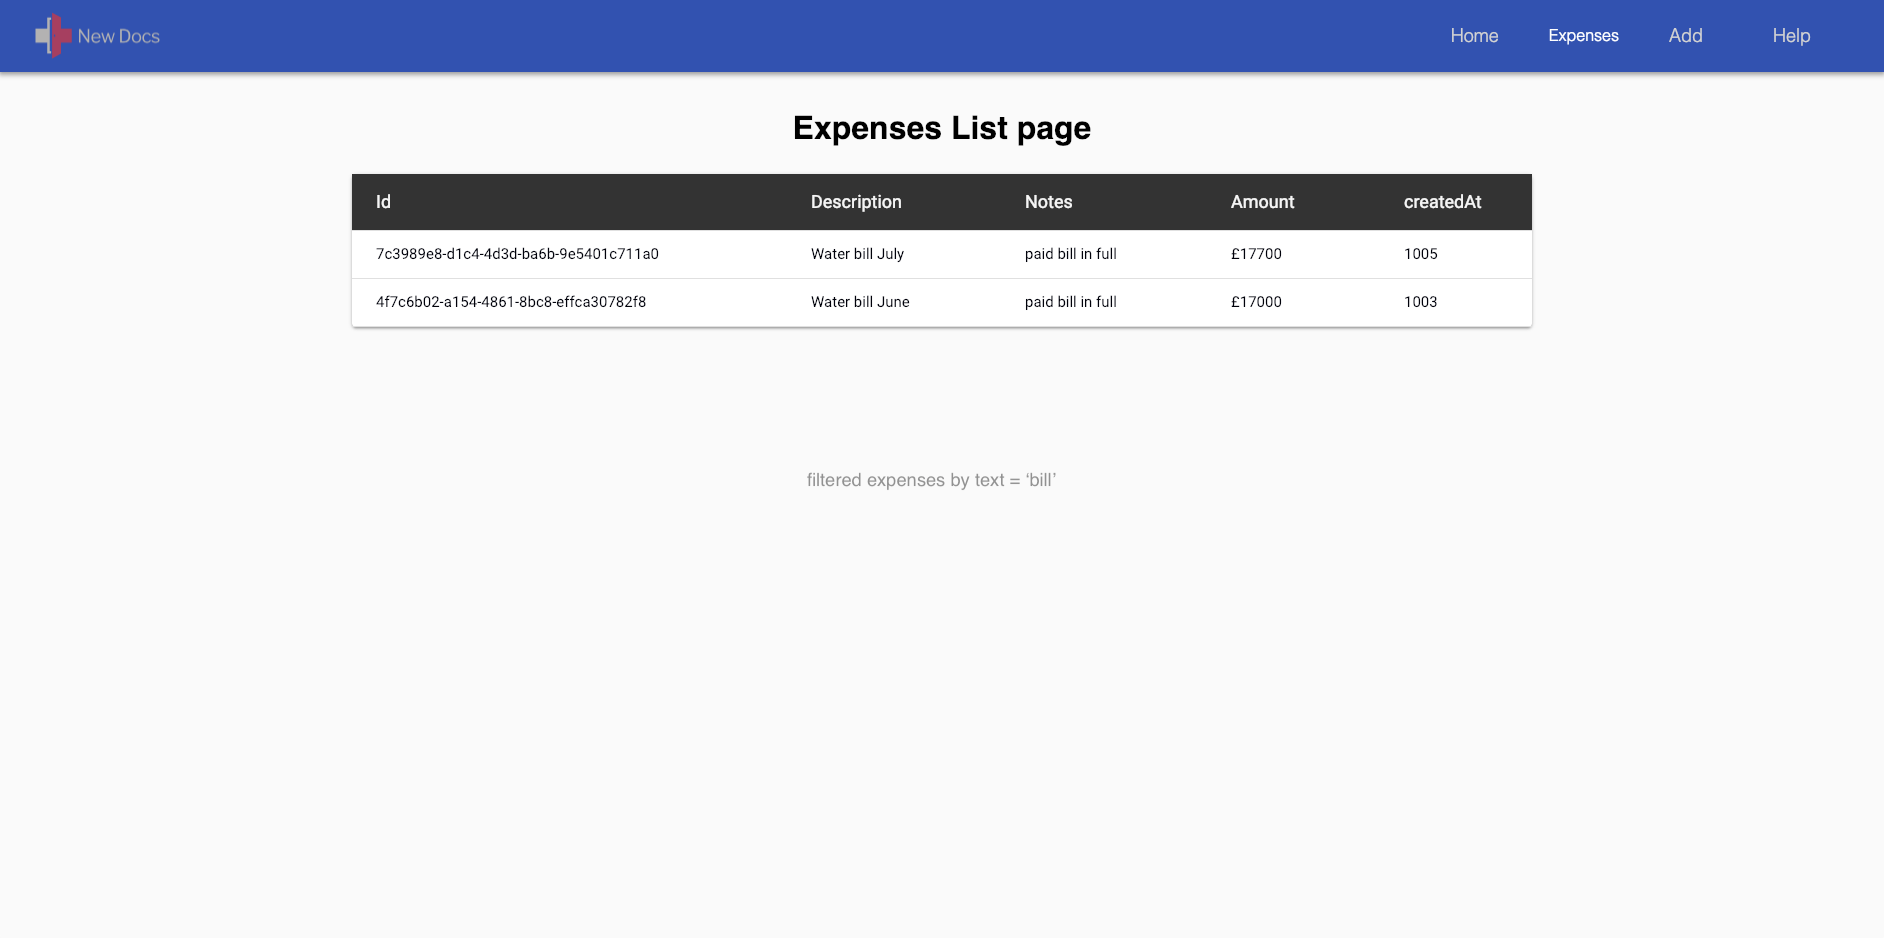 New Docs Home Expenses Add Help
Expenses List page
Id Description Notes Amount createdAt
7c3989e8-d1c4-4d3d-ba6b-9e5401c711a0 Water bill July paid bill in full £17700 1005
4f7c6b02-a154-4861-8bc8-effca30782f8 Water bill June paid bill in full £17000 1003
filtered expenses by text = ‘bill’